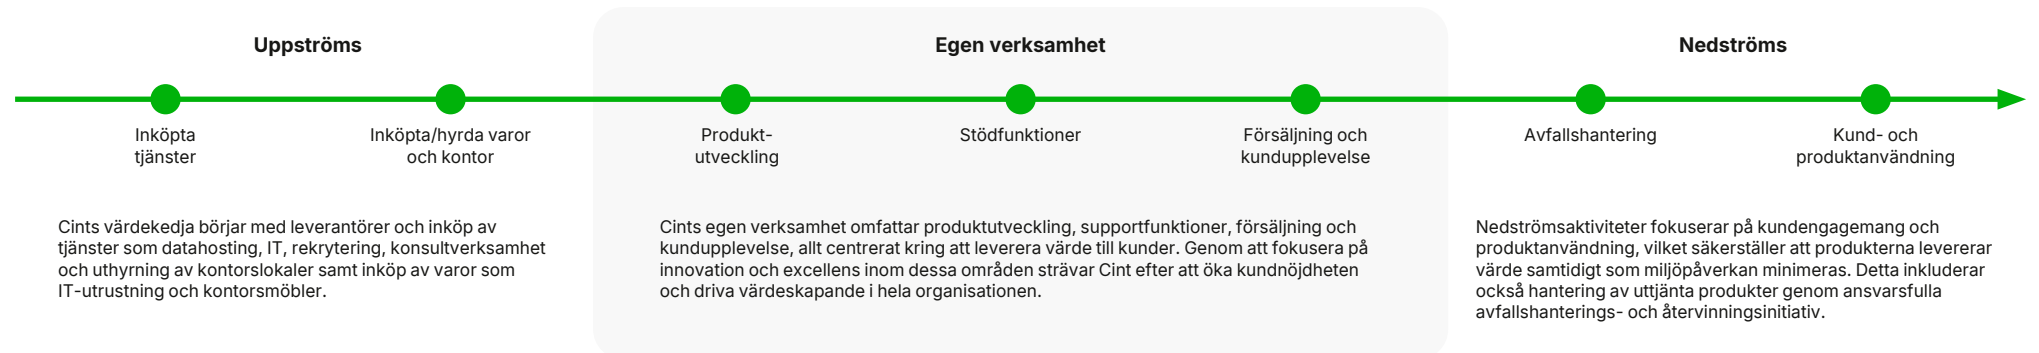 Uppströms
Inköpta
tjänster
Inköpta/hyrda varor
och kontor
Cints värdekedja börjar med leverantörer och inköp av
tjänster som datahosting, IT, rekrytering, konsultverksamhet
och uthyrning av kontorslokaler samt inköp av varor som
IT-utrustning och kontorsmöbler.
Egen verksamhet
Produkt-
utveckling
Stödfunktioner
Försäljning och
kundupplevelse
Cints egen verksamhet omfattar produktutveckling, supportfunktioner, försäljning och
kundupplevelse, allt centrerat kring att leverera värde till kunder. Genom att fokusera på
innovation och excellens inom dessa områden strävar Cint efter att öka kundnöjdheten
och driva värdeskapande i hela organisationen.
Nedströms
Avfallshantering
Kund- och
produktanvändning
Nedströmsaktiviteter fokuserar på kundengagemang och
produktanvändning, vilket säkerställer att produkterna levererar
värde samtidigt som miljöpåverkan minimeras. Detta inkluderar
också hantering av uttjänta produkter genom ansvarsfulla
avfallshanterings- och återvinningsinitiativ.